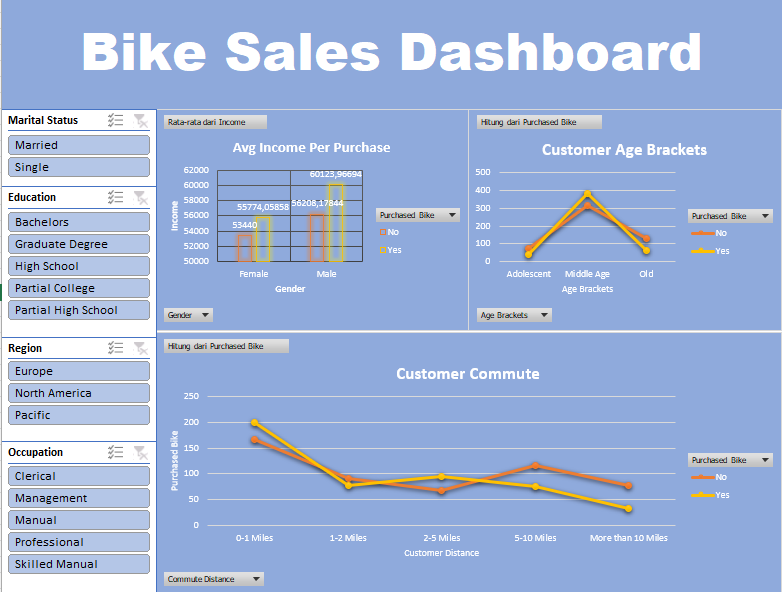 Bike Sales Dashboard
Marital Status
Married
Single
Education
Bachelors
Graduate Degree
High School
Partial College
Partial High School
Region
Europe
North America
Pacific
Occupation
Clerical
Management
Manual
Professional
Skilled Manual
Rata-rata dari Income
Avg Income Per Purchase
62000
60000
58000
56000
54000
52000
50000
Income
53440
55774,05858
56208,17844
60123,96694
Female
Male
Gender
Purchased Bike
No
Yes
Gender
Hitung dari Purchased Bike
Customer Age Brackets
500
400
300
200
100
0
Adolescent
Middle Age
Old
Age Brackets
Purchased Bike
No
Yes
Age Brackets
Hitung dari Purchased Bike
Customer Commute
250
200
150
100
50
0
Purchased Bike
0-1 Miles
1-2 Miles
2-5 Miles
5-10 Miles
More than 10 Miles
Customer Distance
Purchased Bike
No
Yes
Commute Distance